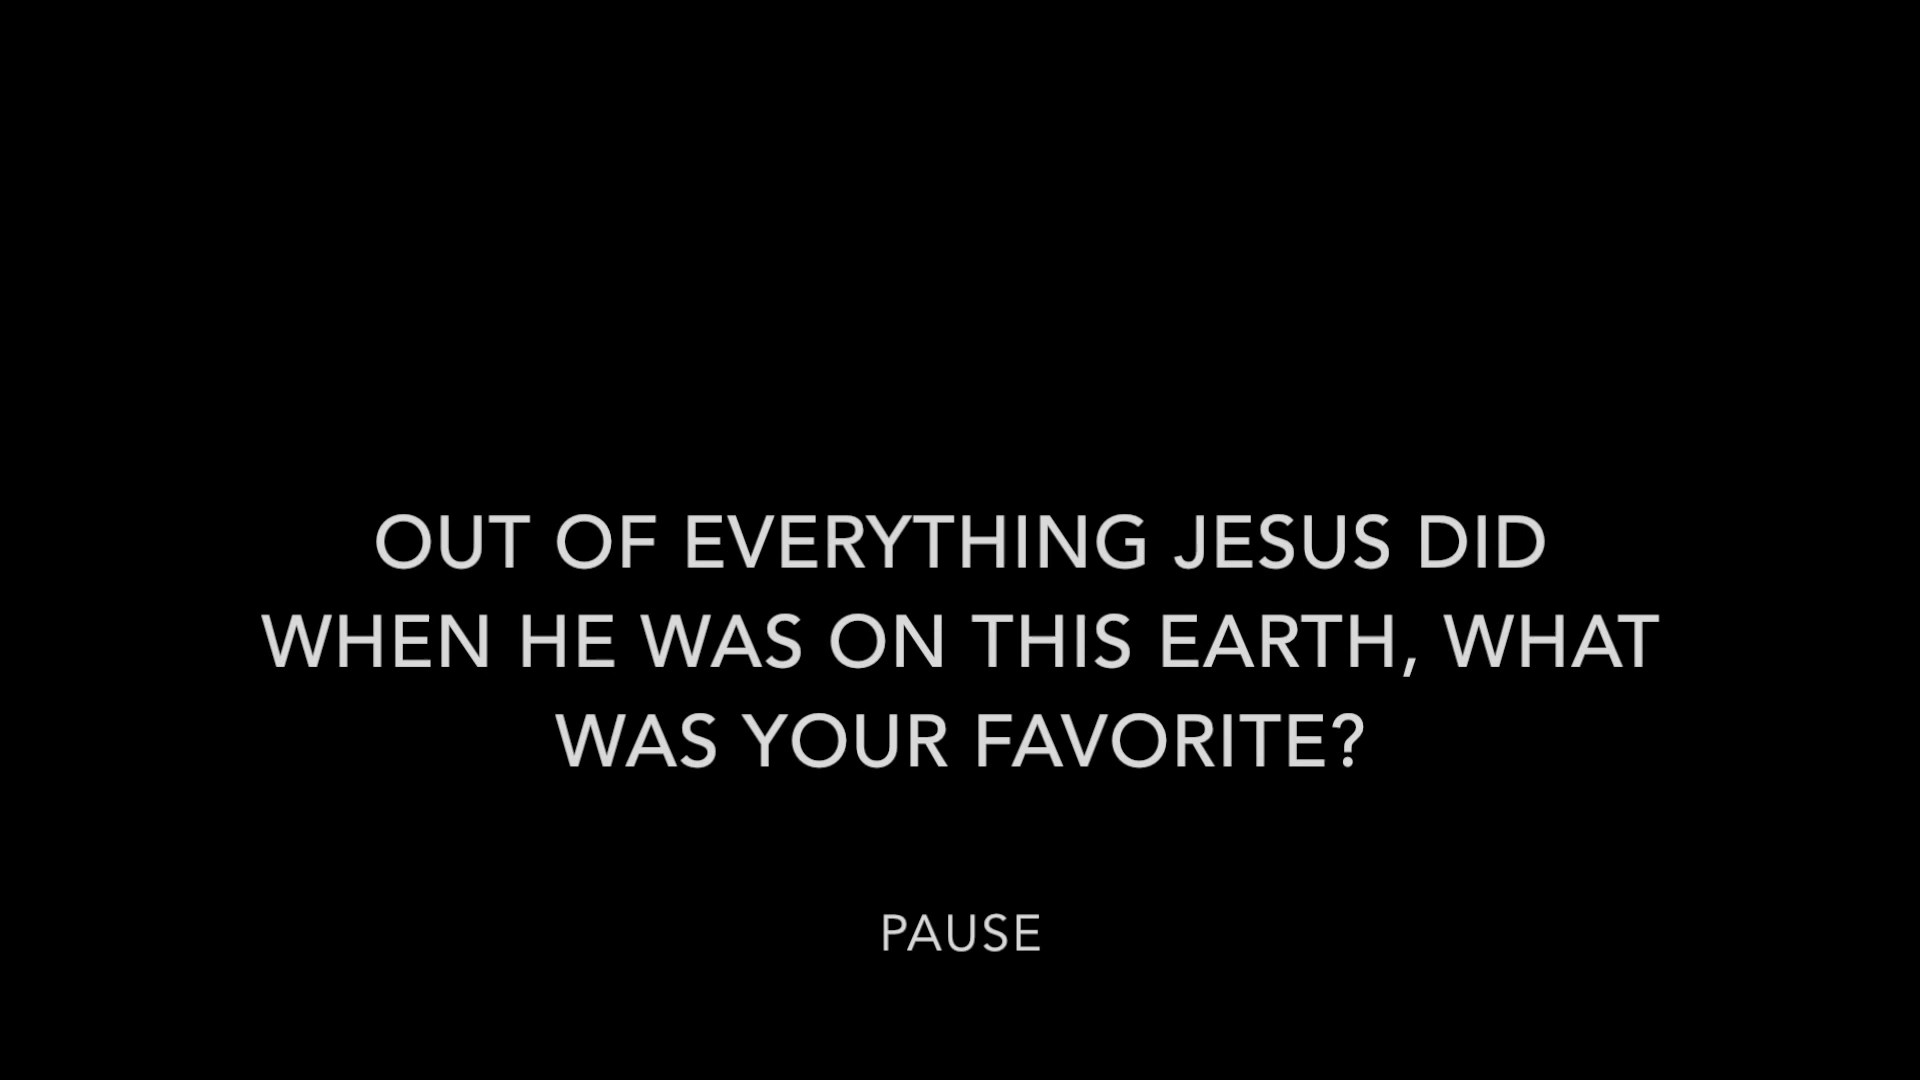 OUT OF EVERYTHING JESUS DID
WHEN HE WAS ON THIS EARTH, WHAT
WAS YOUR FAVORITE?
PAUSE